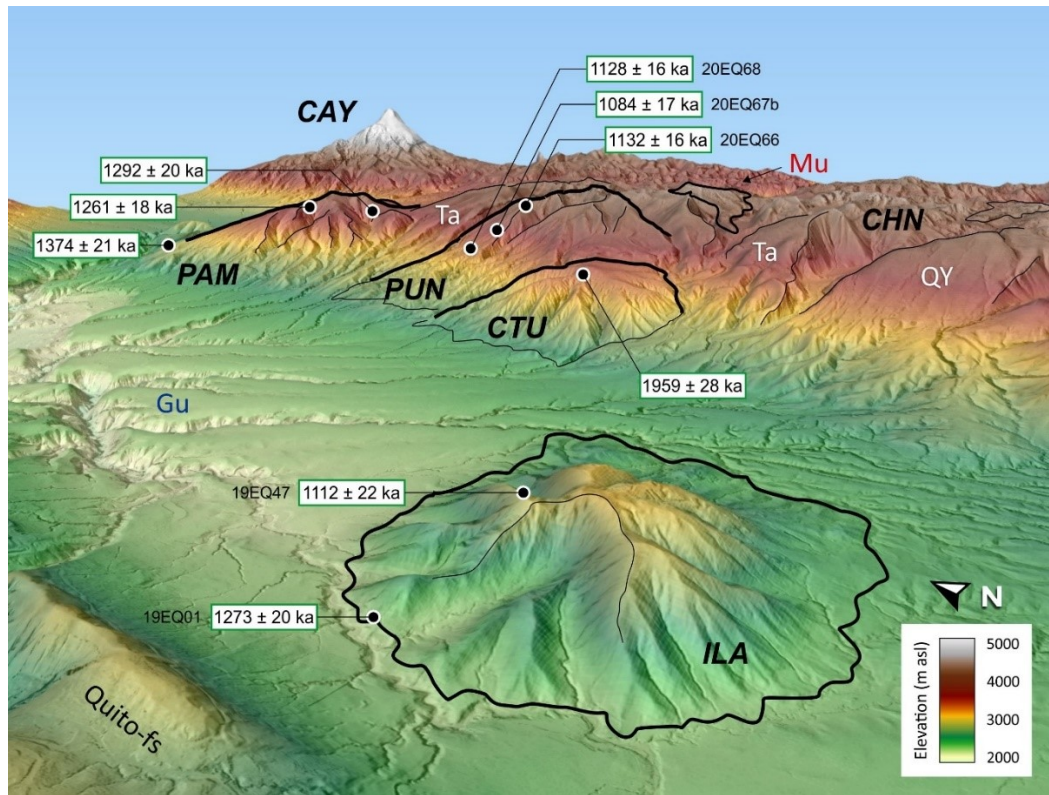 1128 ± 16 ka 20EQ68
1084 ± 17 ka 20EQ67b
CAY
1132 ± 16 ka 20EQ66
1292 ± 20 ka
Mu
1261 ± 18 ka
Ta
CHN
1374 ± 21 ka
Ta
PAM
QY
PUN
CTU
1959 ± 28 ka
Gu
19EQ47 1112 ± 22 ka
N
19EQ01 1273 ± 20 ka
ILA
Quito-fs
Elevation (m asl)
5000
4000
3000
2000